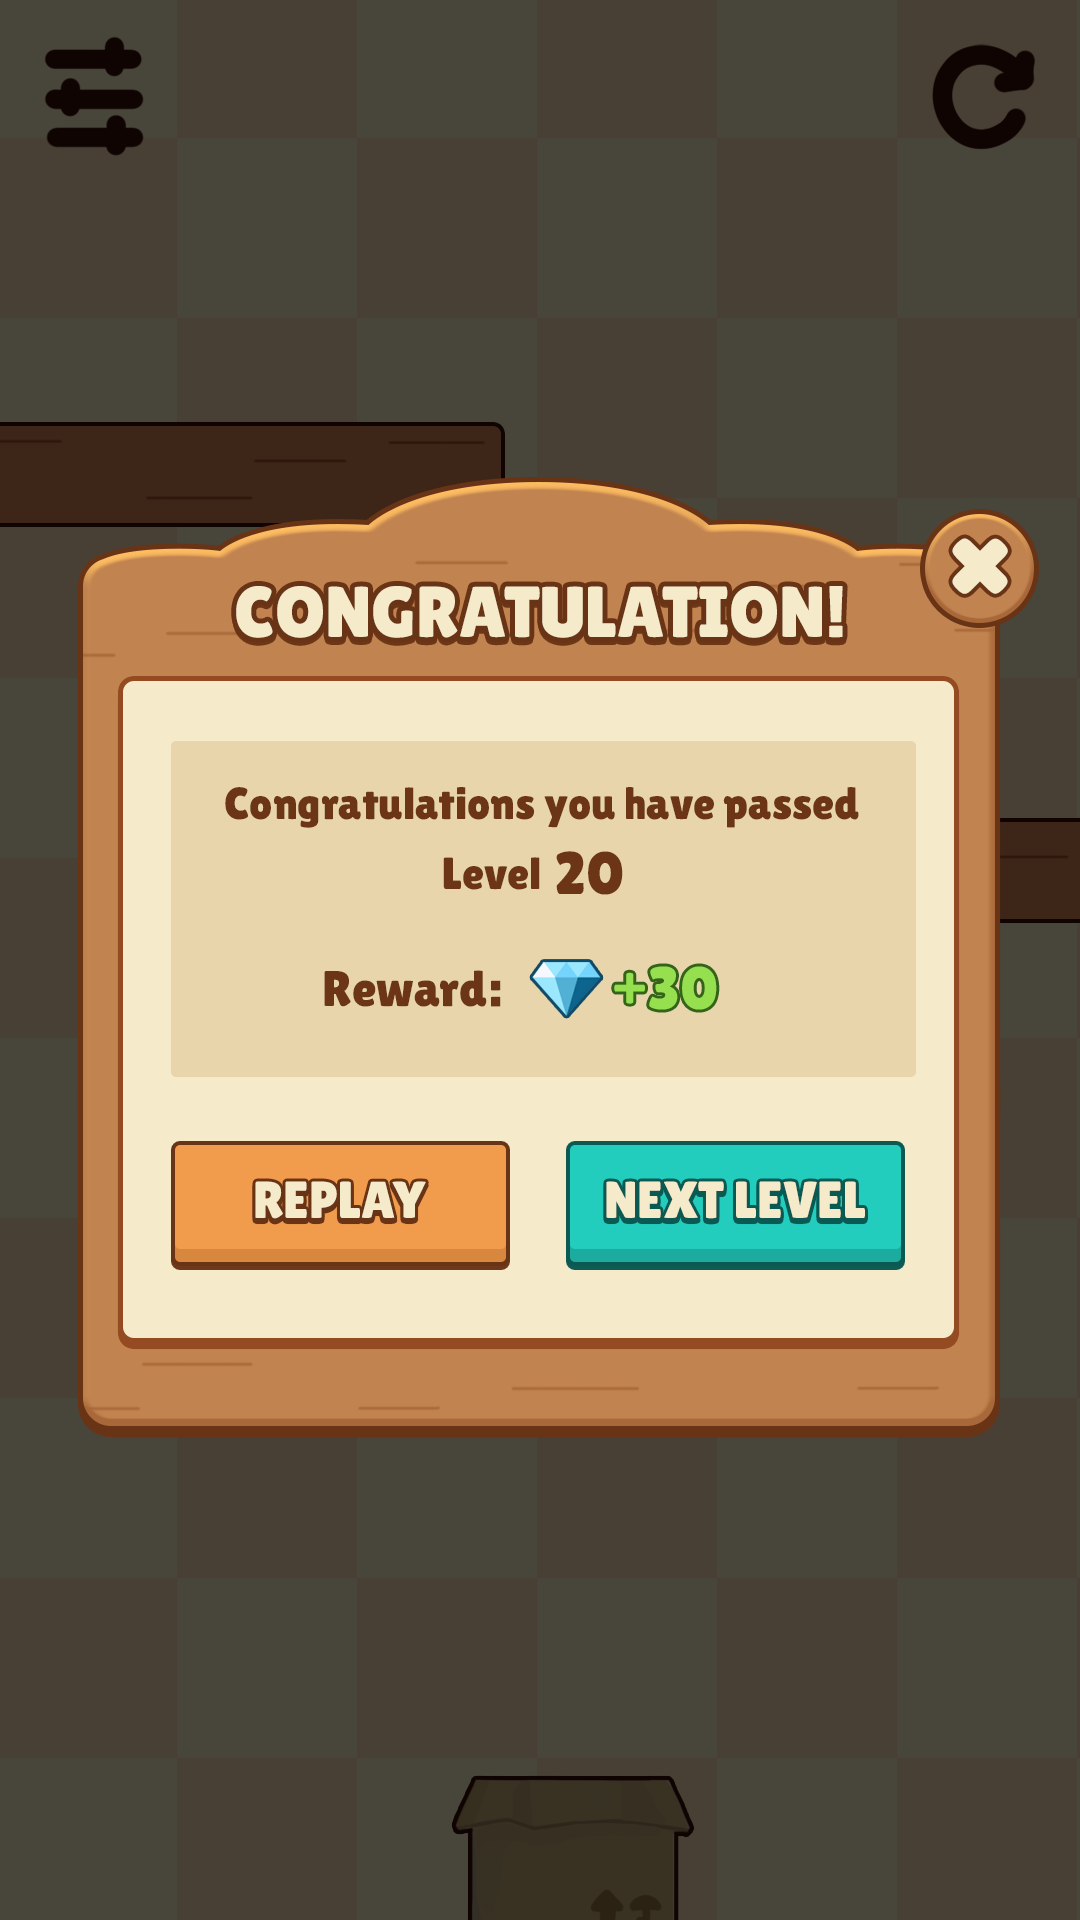 CONGRATULATION!
Congratulations you have passed
Level 20
Reward: +30
REPLAY
NEXT LEVEL